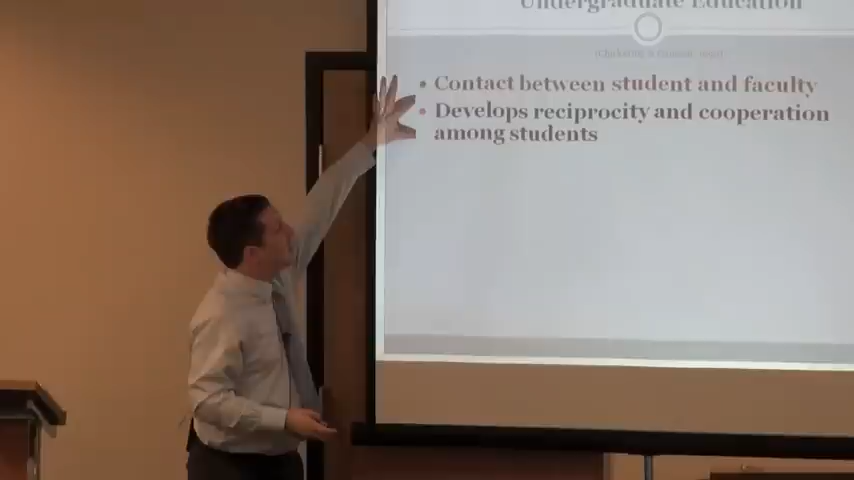 Undergraduate Education
• Contact between student and faculty
• Develops reciprocity and cooperation
among students